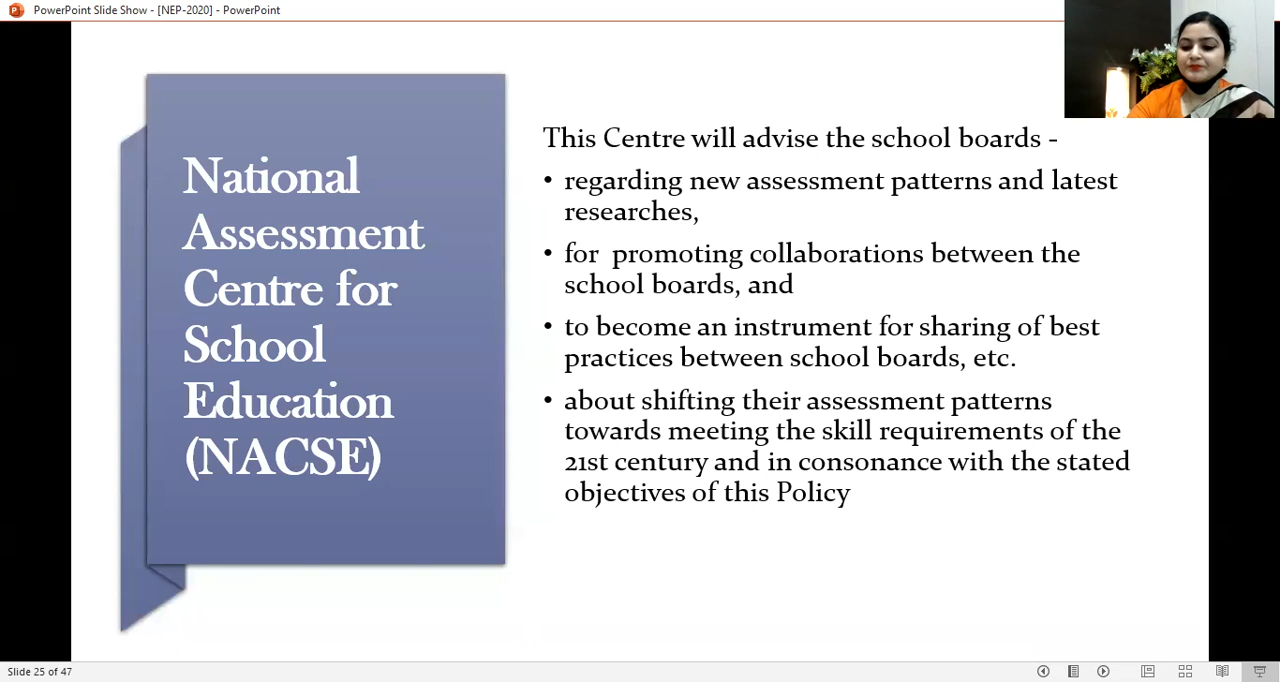 PowerPoint Slide Show - [NEP-2020] - PowerPoint
National
Assessment
Centre for
School
Education
(NACSE)
This Centre will advise the school boards -
• regarding new assessment patterns and latest
researches,
• for  promoting collaborations between the
school boards, and
• to become an instrument for sharing of best
practices between school boards, etc.
• about shifting their assessment patterns
towards meeting the skill requirements of the
21st century and in consonance with the stated
objectives of this Policy
Slide 25 of 47